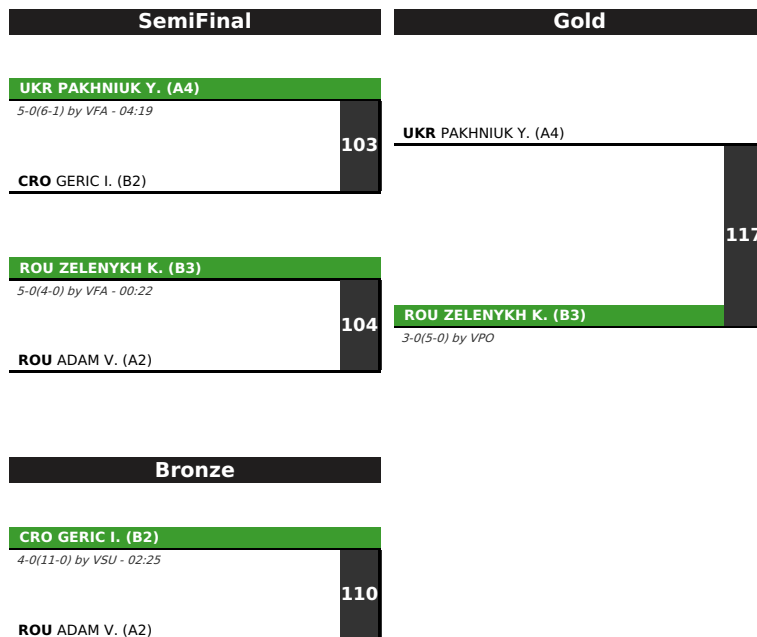 SemiFinal
UKR PAKHNIUK Y. (A4)
5-0(6-1) by VFA - 04:19
103
CRO GERIC I. (B2)
ROU ZELENYKH K. (B3)
5-0(4-0) by VFA - 00:22
104
ROU ADAM V. (A2)
Gold
UKR PAKHNIUK Y. (A4)
117
ROU ZELENYKH K. (B3)
3-0(5-0) by VPO
Bronze
CRO GERIC I. (B2)
4-0(11-0) by VSU - 02:25
110
ROU ADAM V. (A2)